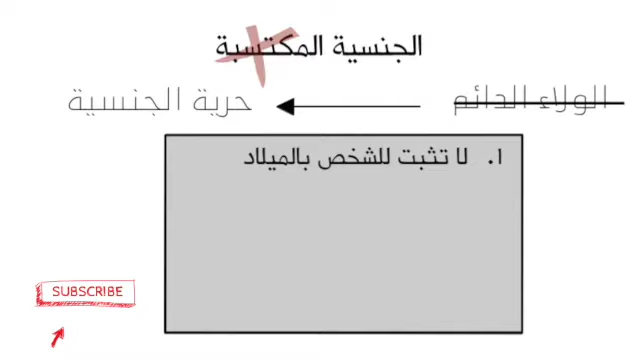 الجنسية المكتسبة
الولاء الدائم
حرية الجنسية
١. لا تثبت للشخص بالميلاد
SUBSCRIBE